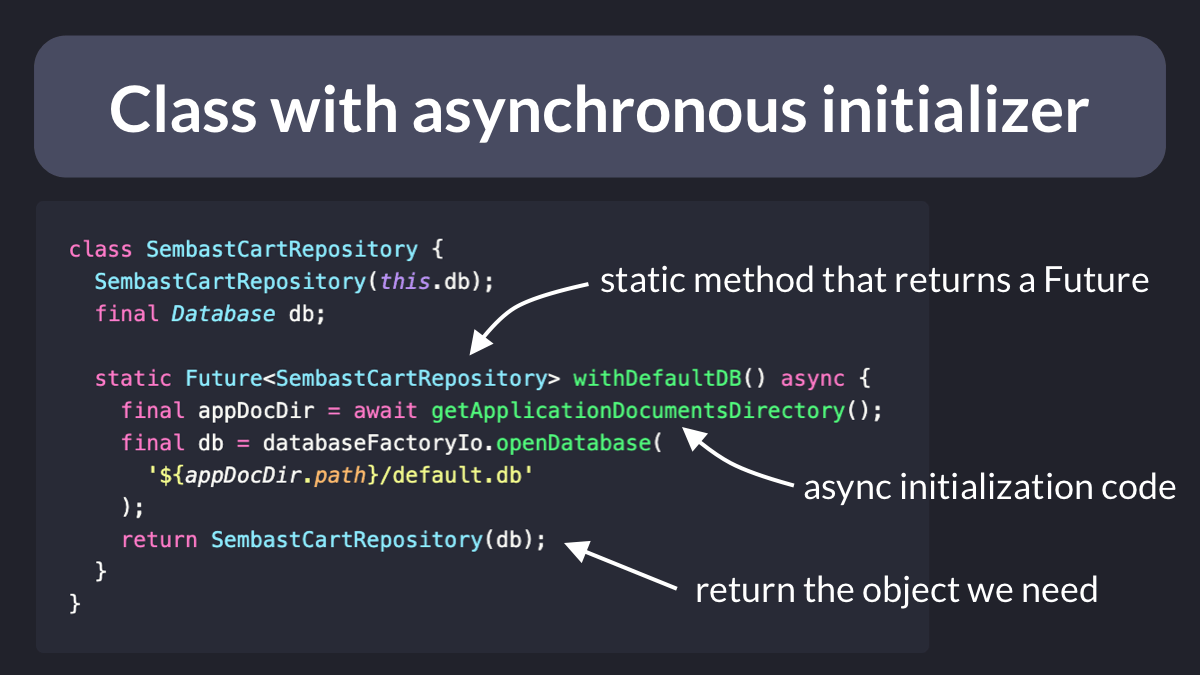 Class with asynchronous initializer
class SembastCartRepository {
  SembastCartRepository(this.db);
  final Database db;
static method that returns a Future
  static Future<SembastCartRepository> withDefaultDB() async {
    final appDocDir = await getApplicationDocumentsDirectory();
    final db = databaseFactoryIo.openDatabase(
      '${appDocDir.path}/default.db'
async initialization code
    );
    return SembastCartRepository(db);
return the object we need
  }
}